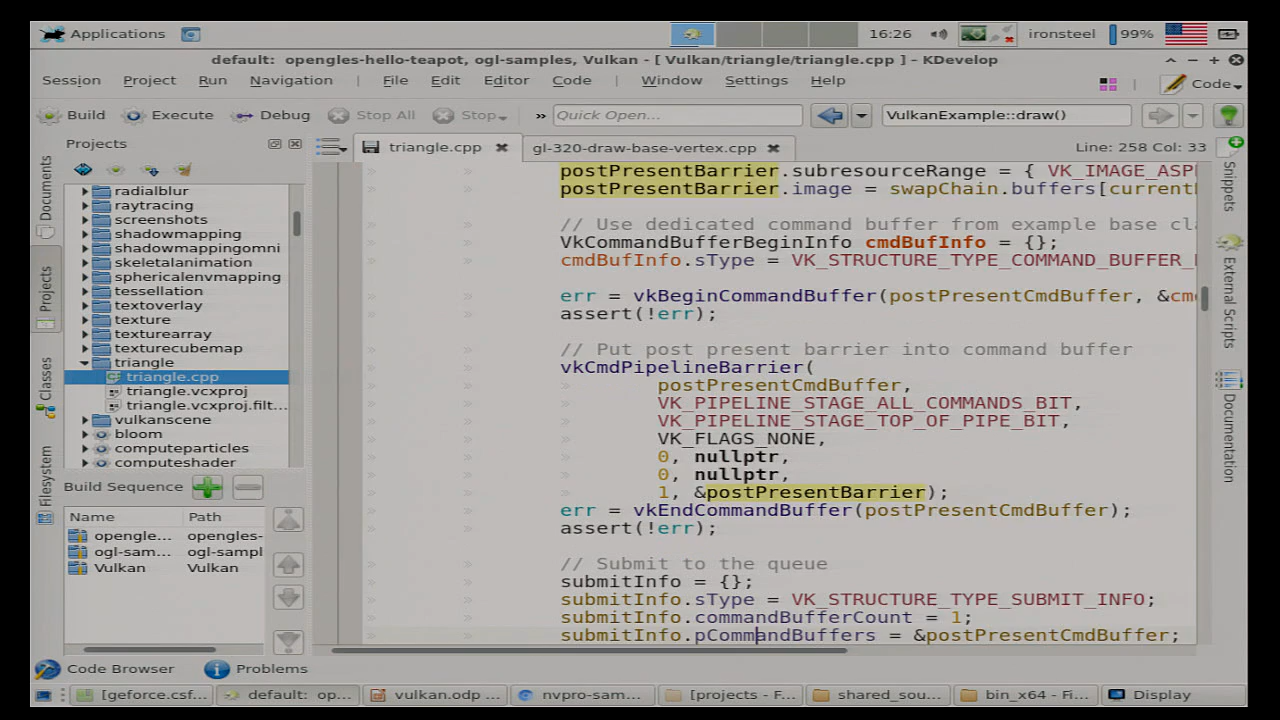 Applications 16:26 ironsteel 99%
default: opengles-hello-teapot, ogl-samples, Vulkan - [ Vulkan/triangle/triangle.cpp ] - KDevelop
Session Project Run Navigation File Edit Editor Code Window Settings Help Code
Build Execute Debug Stop All Stop » Quick Open... VulkanExample::draw()
Projects triangle.cpp gl-320-draw-base-vertex.cpp Line: 258 Col: 33
Documents
Projects
Classes
Filesystem
radialblur
raytracing
screenshots
shadowmapping
shadowmappingomni
skeletalanimation
sphericalenvmapping
tessellation
textoverlay
texture
texturearray
texturecubemap
triangle
triangle.cpp
triangle.vcxproj
triangle.vcxproj.filt...
vulkanscene
bloom
computeparticles
computeshader
Build Sequence
Name Path
opengle... opengles-
ogl-sam... ogl-sampl
Vulkan Vulkan
postPresentBarrier.subresourceRange = { VK_IMAGE_ASP
postPresentBarrier.image = swapChain.buffers[current
// Use dedicated command buffer from example base cla
VkCommandBufferBeginInfo cmdBufInfo = {};
cmdBufInfo.sType = VK_STRUCTURE_TYPE_COMMAND_BUFFER_
err = vkBeginCommandBuffer(postPresentCmdBuffer, &cm
assert(!err);
// Put post present barrier into command buffer
vkCmdPipelineBarrier(
postPresentCmdBuffer,
VK_PIPELINE_STAGE_ALL_COMMANDS_BIT,
VK_PIPELINE_STAGE_TOP_OF_PIPE_BIT,
VK_FLAGS_NONE,
0, nullptr,
0, nullptr,
1, &postPresentBarrier);
err = vkEndCommandBuffer(postPresentCmdBuffer);
assert(!err);
// Submit to the queue
submitInfo = {};
submitInfo.sType = VK_STRUCTURE_TYPE_SUBMIT_INFO;
submitInfo.commandBufferCount = 1;
submitInfo.pCommandBuffers = &postPresentCmdBuffer;
Snippets
External Scripts
Documentation
Code Browser Problems
[geforce.csf... default: op... vulkan.odp ... nvpro-sam... [projects - F... shared_sou... bin_x64 - Fi... Display